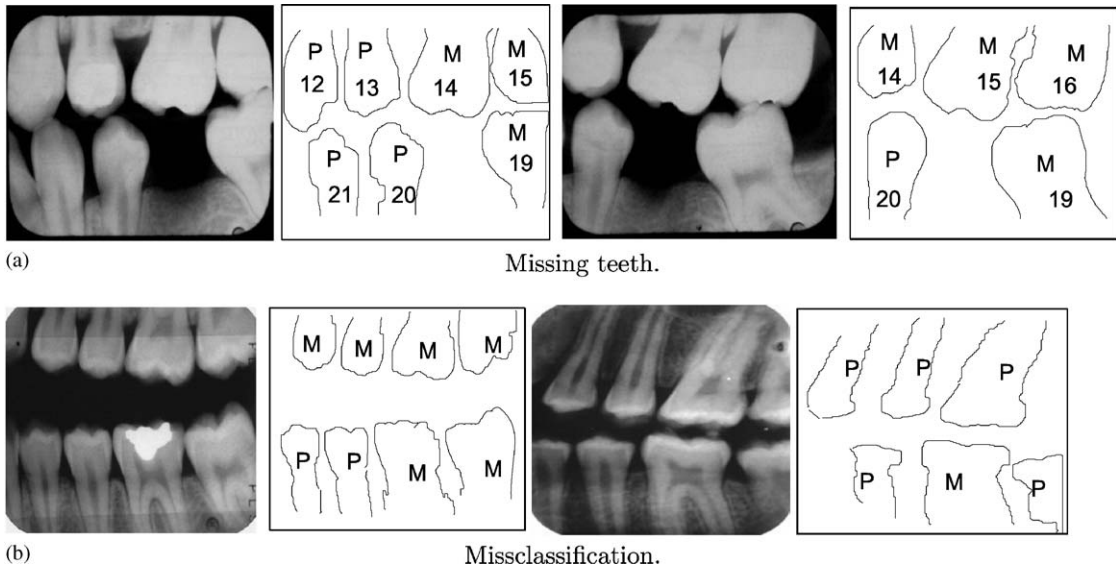 P P M M M M M
12 13 14 15 14 15 16
P P M P M
21 20 19 20 19
(a) Missing teeth.
M M M M P P P
P P M M P M P
(b) Missclassification.